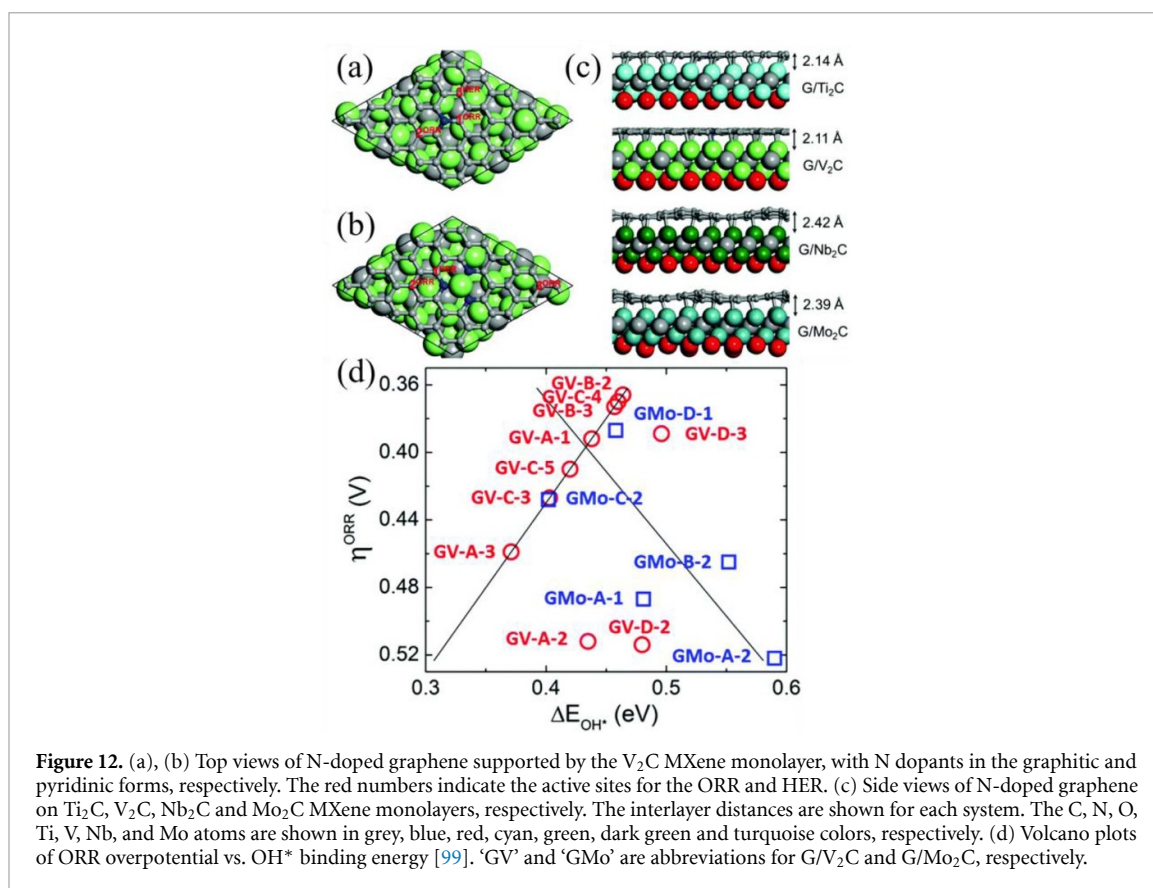 (a)
(c)
HER
ORR
ORR
2.14 Å
G/Ti₂C
2.11 Å
G/V₂C
(b)
HER
ORR
ORR
2.42 Å
G/Nb₂C
2.39 Å
G/Mo₂C
(d)
GV-B-2
GV-C-4
GV-B-3
GMo-D-1
GV-D-3
GV-A-1
GV-C-5
GV-C-3
GMo-C-2
GV-A-3
GMo-B-2
GMo-A-1
GV-A-2
GV-D-2
GMo-A-2
0.36
0.40
0.44
0.48
0.52
η^ORR (V)
0.3 0.4 0.5 0.6
ΔE_OH* (eV)
Figure 12. (a), (b) Top views of N-doped graphene supported by the V₂C MXene monolayer, with N dopants in the graphitic and
pyridinic forms, respectively. The red numbers indicate the active sites for the ORR and HER. (c) Side views of N-doped graphene
on Ti₂C, V₂C, Nb₂C and Mo₂C MXene monolayers, respectively. The interlayer distances are shown for each system. The C, N, O,
Ti, V, Nb, and Mo atoms are shown in grey, blue, red, cyan, green, dark green and turquoise colors, respectively. (d) Volcano plots
of ORR overpotential vs. OH* binding energy [99]. ‘GV’ and ‘GMo’ are abbreviations for G/V₂C and G/Mo₂C, respectively.